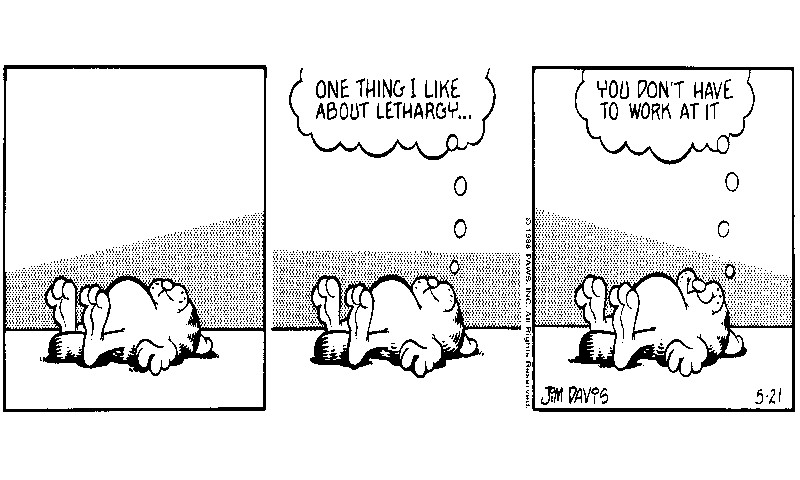 ONE THING I LIKE
ABOUT LETHARGY...
© 1986 PAWS, INC. All Rights Reserved.
YOU DON'T HAVE
TO WORK AT IT
JIM DAVIS
5-21